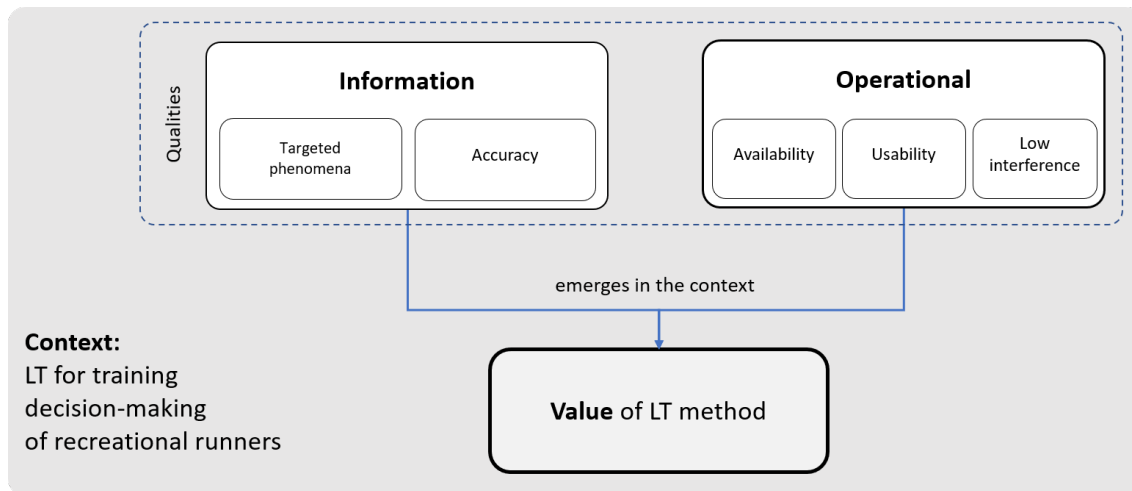 Qualities
Information
Targeted
phenomena
Accuracy
Operational
Availability
Usability
Low
interference
emerges in the context
Context:
LT for training
decision-making
of recreational runners
Value of LT method